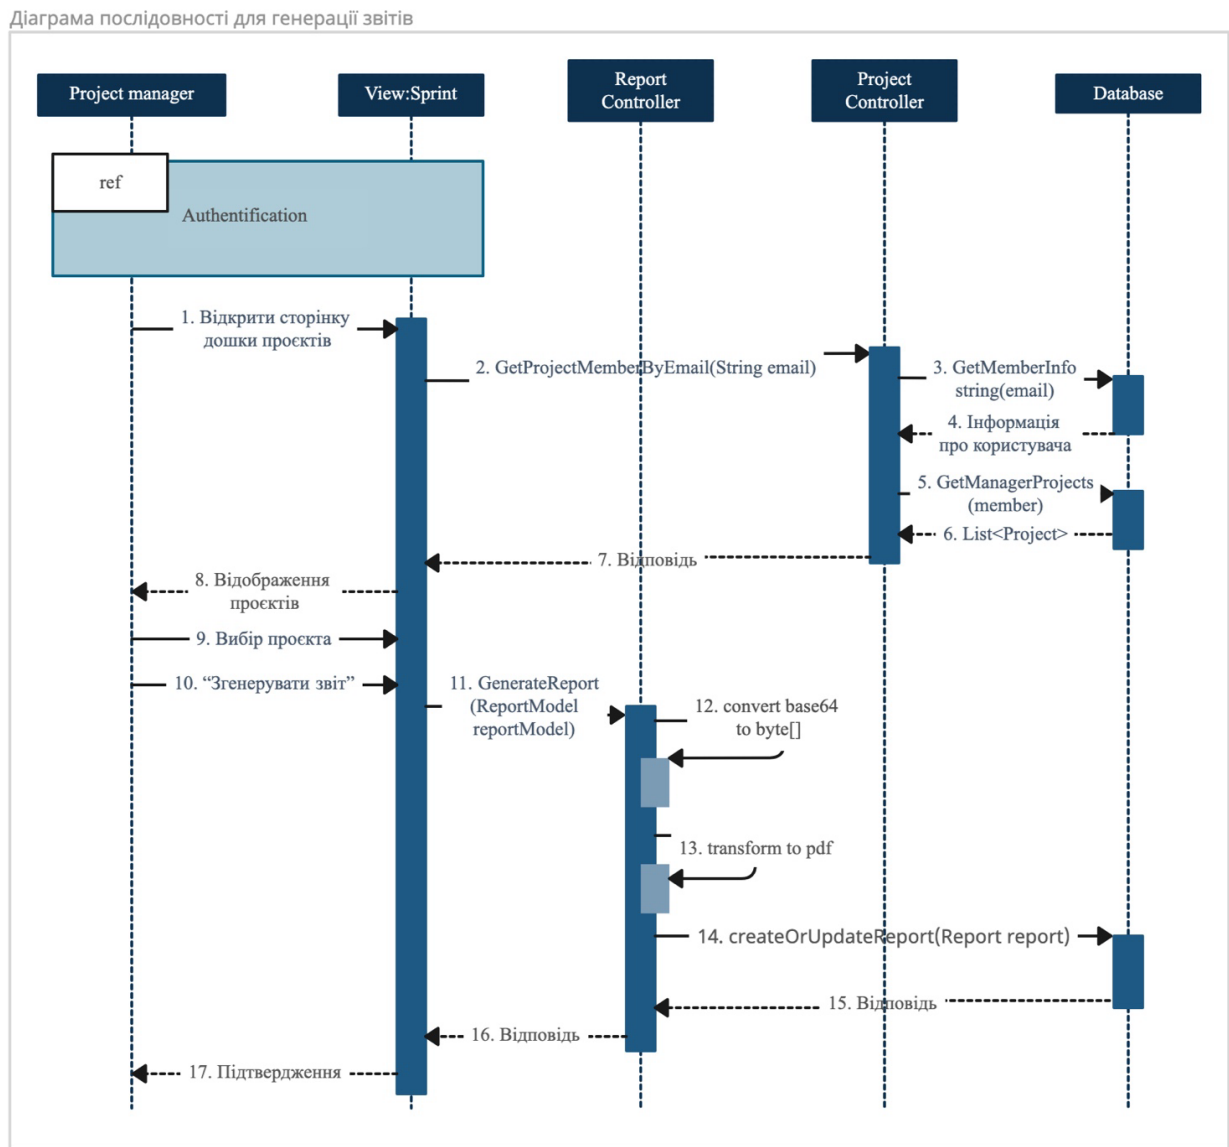 Діаграма послідовності для генерації звітів
Project manager
View:Sprint
Report
Controller
Project
Controller
Database
ref
Authentification
1. Відкрити сторінку
дошки проєктів
2. GetProjectMemberByEmail(String email)
3. GetMemberInfo
string(email)
4. Інформація
про користувача
5. GetManagerProjects
(member)
6. List<Project>
7. Відповідь
8. Відображення
проєктів
9. Вибір проєкта
10. “Згенерувати звіт”
11. GenerateReport
(ReportModel
reportModel)
12. convert base64
to byte[]
13. transform to pdf
14. createOrUpdateReport(Report report)
15. Відповідь
16. Відповідь
17. Підтвердження